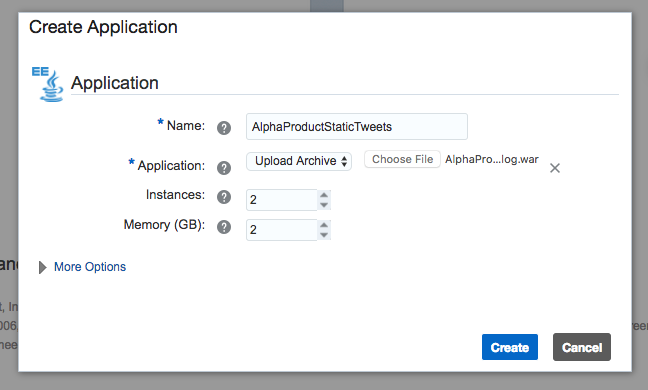 Create Application
EE Application
* Name: ? AlphaProductStaticTweets
* Application: ? Upload Archive Choose File AlphaPro...log.war ×
Instances: ? 2
Memory (GB): ? 2
More Options
Create Cancel